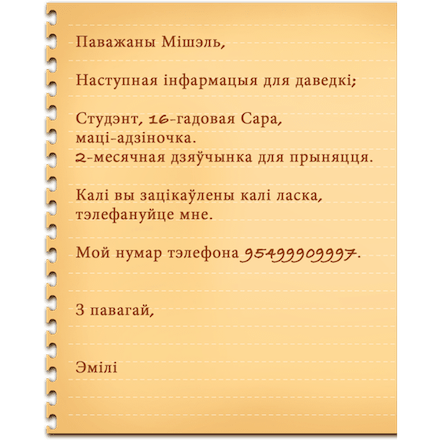 Паважаны Мішэль,
Наступная інфармацыя для даведкі;
Студэнт, 16-гадовая Сара,
маці-адзіночка.
2-месячная дзяўчынка для прыняцця.
Калі вы зацікаўлены калі ласка,
тэлефануйце мне.
Мой нумар тэлефона 95499909997.
З павагай,
Эмілі